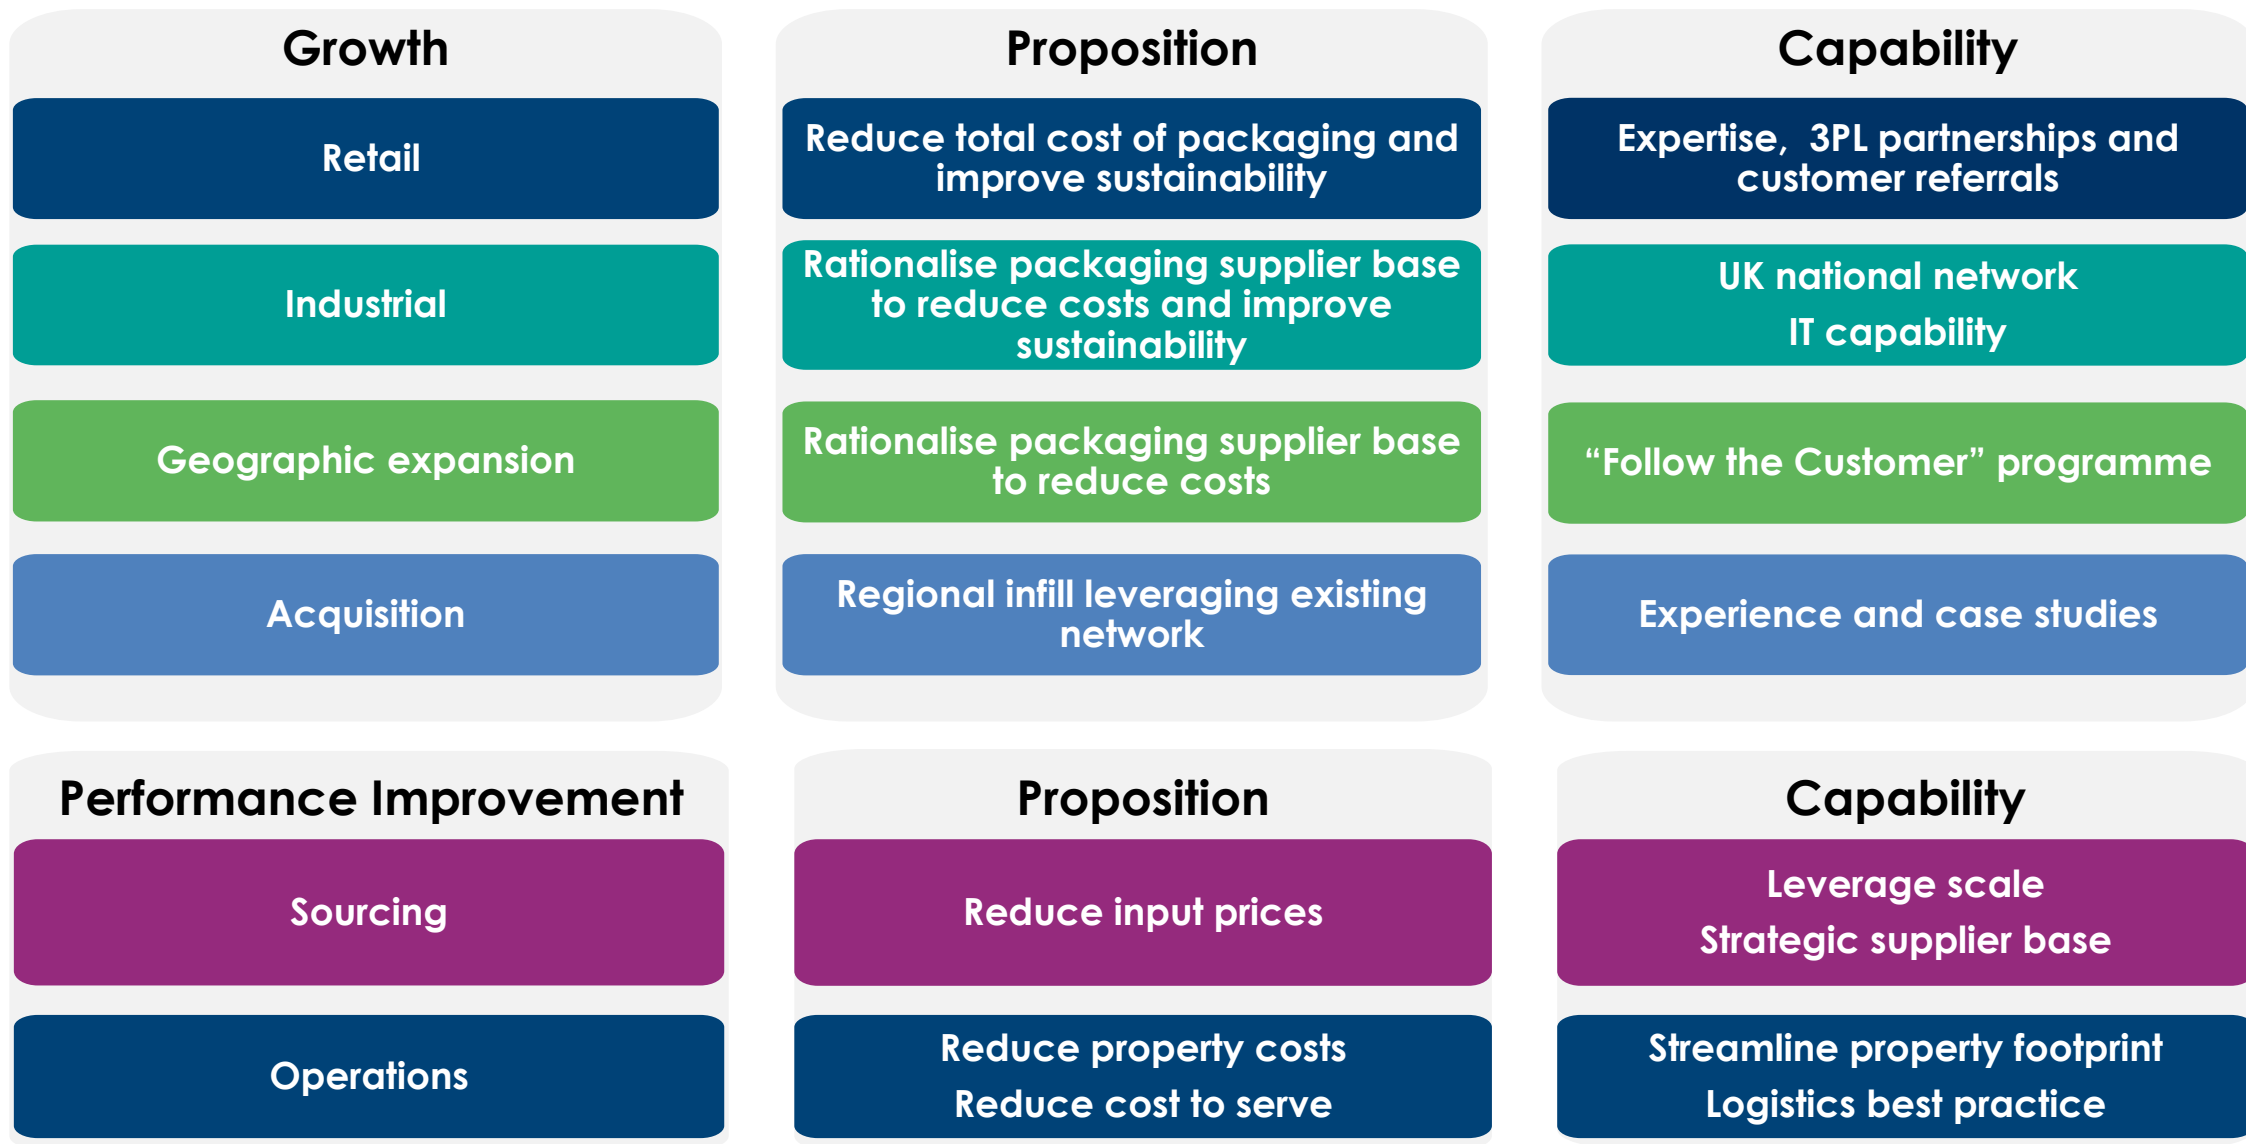 Growth
Proposition
Capability
Retail
Reduce total cost of packaging and
improve sustainability
Expertise,  3PL partnerships and
customer referrals
Industrial
Rationalise packaging supplier base
to reduce costs and improve
sustainability
UK national network
IT capability
Geographic expansion
Rationalise packaging supplier base
to reduce costs
“Follow the Customer” programme
Acquisition
Regional infill leveraging existing
network
Experience and case studies
Performance Improvement
Proposition
Capability
Sourcing
Reduce input prices
Leverage scale
Strategic supplier base
Operations
Reduce property costs
Reduce cost to serve
Streamline property footprint
Logistics best practice